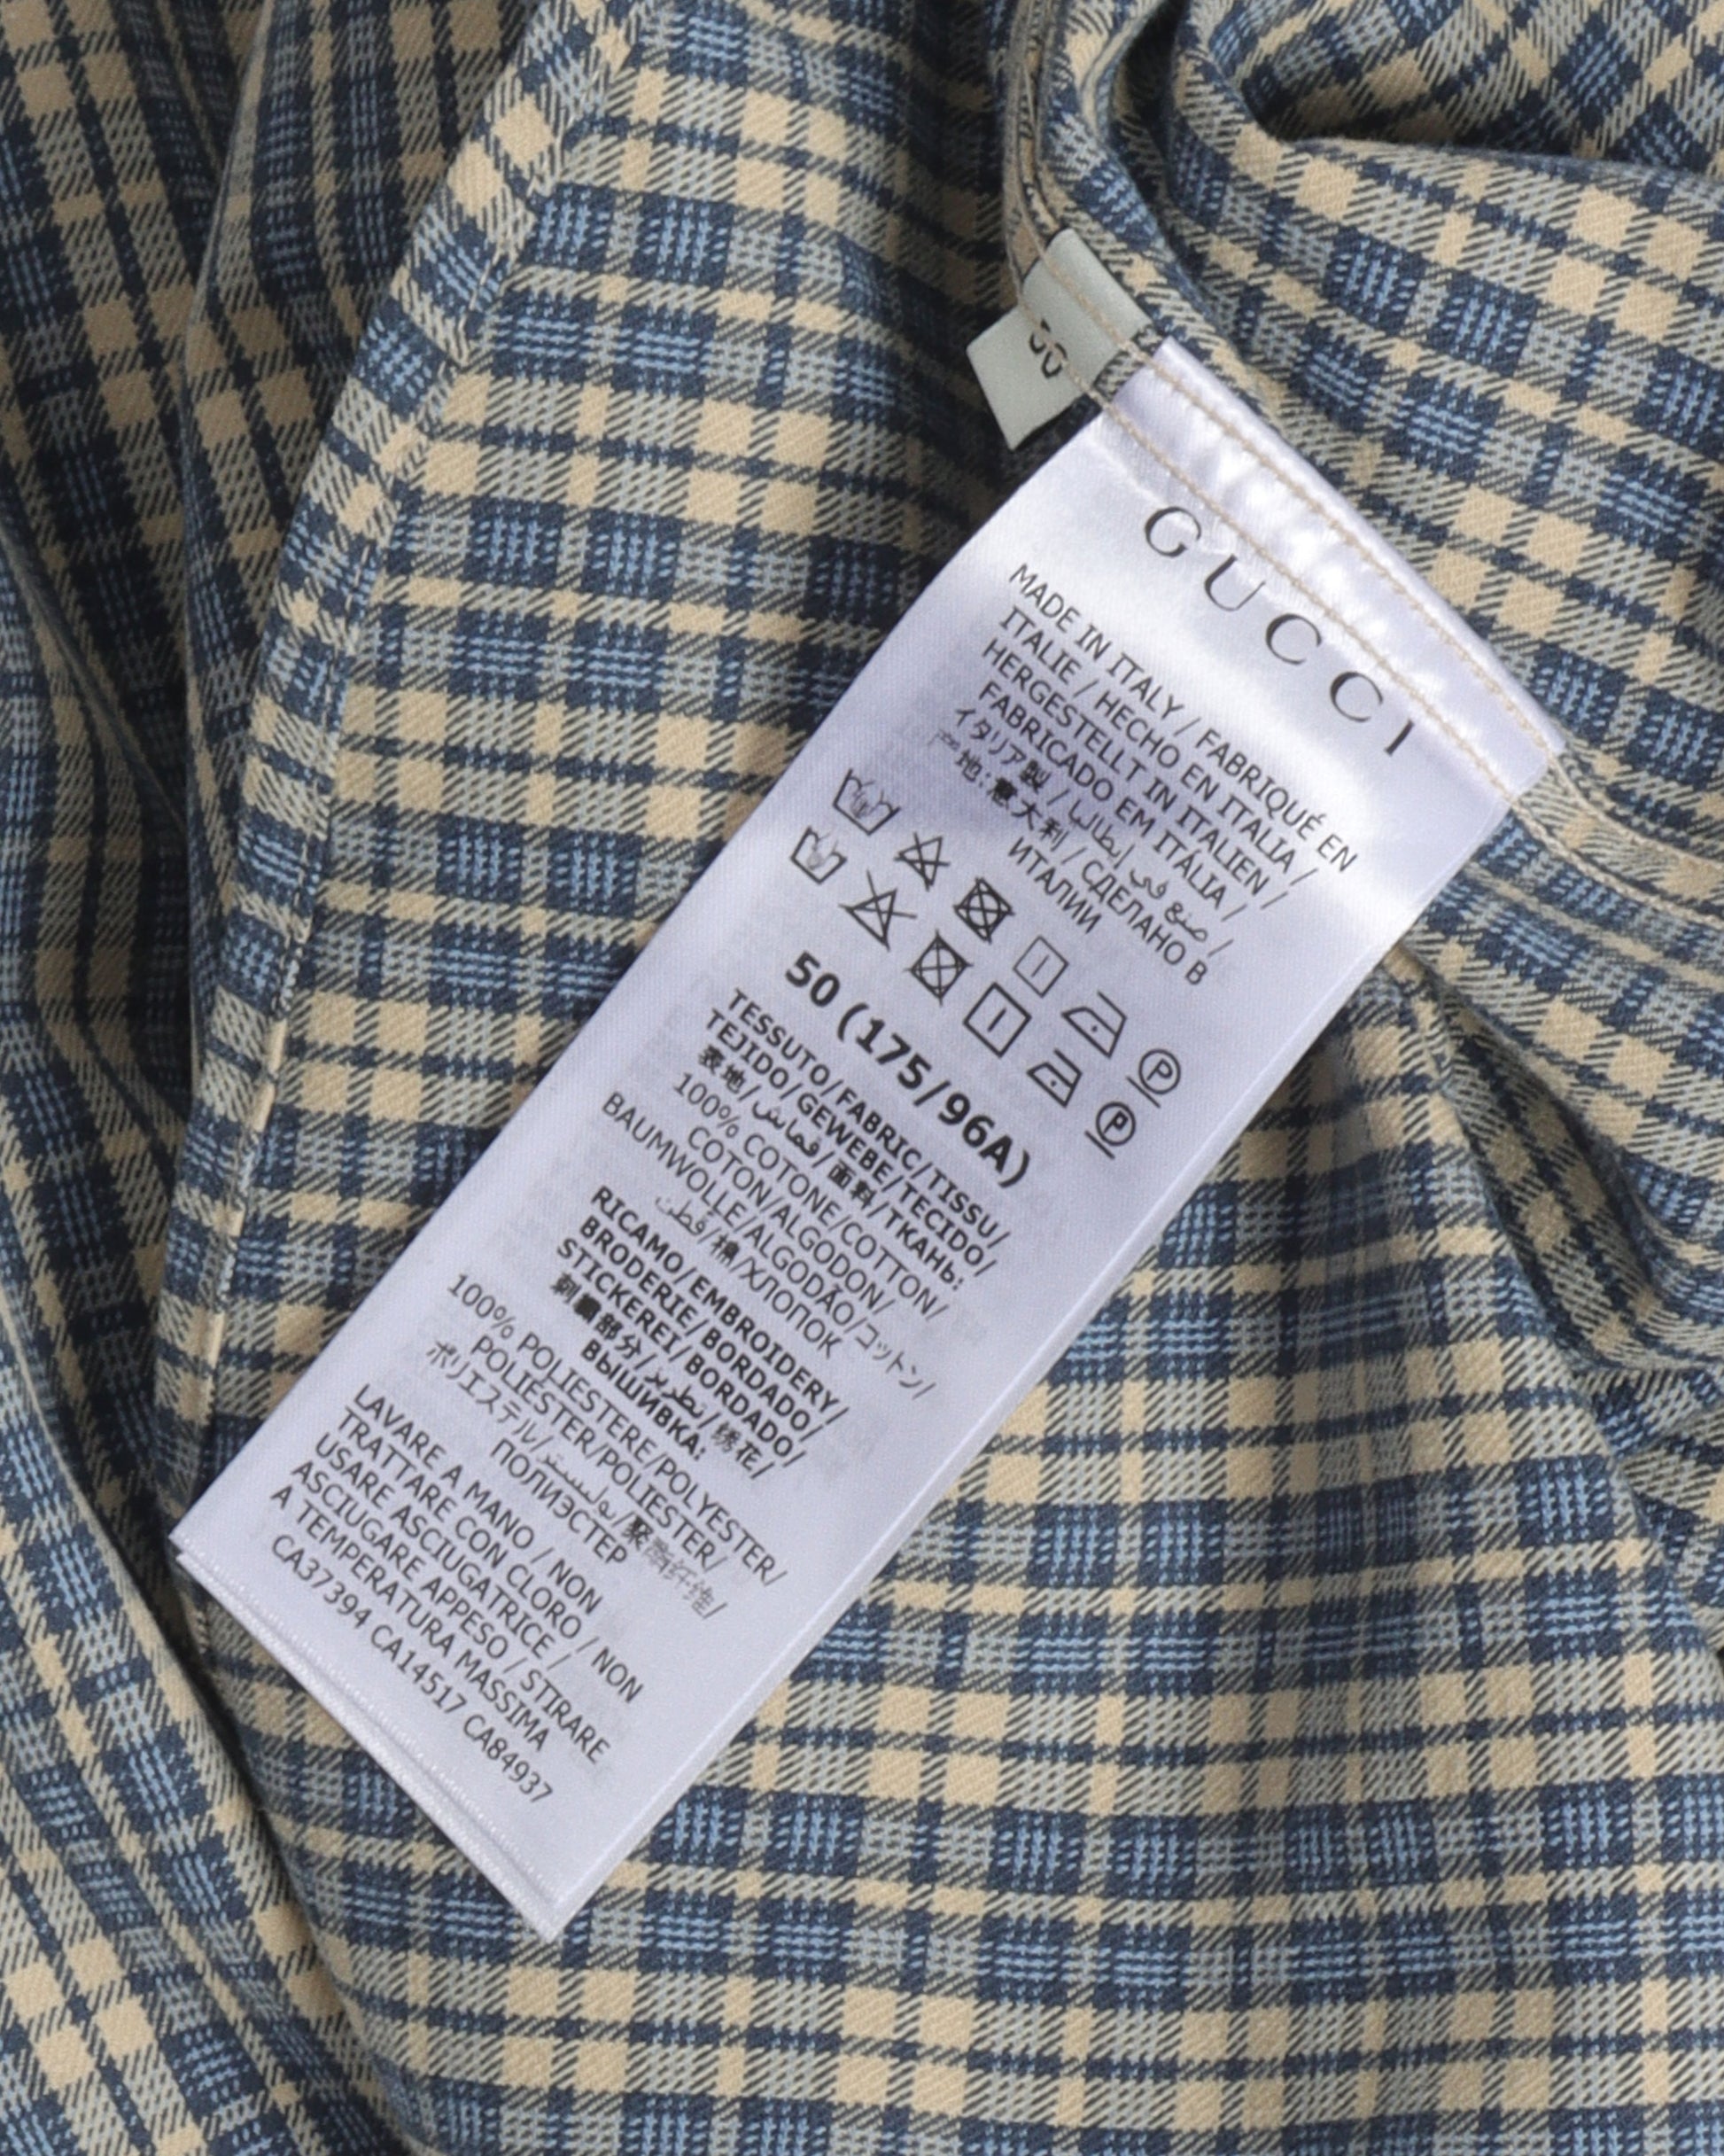 50
GUCCI
MADE IN ITALY / FABRIQUÉ EN
ITALIE / HECHO EN ITALIA /
HERGESTELLT IN ITALIEN /
FABRICADO EM ITÁLIA /
イタリア製 / صنع في إيطاليا /
产地：意大利 / СДЕЛАНО В
ИТАЛИИ
50 (175/96A)
TESSUTO/FABRIC/TISSU/
TEJIDO/GEWEBE/TECIDO/
表地/قماش/面料/ТКАНЬ:
100% COTONE/COTTON/
COTON/ALGODON/
BAUMWOLLE/ALGODÃO/コットン/
قطن/棉/ХЛОПОК
RICAMO/EMBROIDERY/
BRODERIE/BORDADO/
STICKEREI/BORDADO/
刺繍部分/تطريز/绣花/
ВЫШИВКА:
100% POLIESTERE/POLYESTER/
POLIESTER/POLIESTER/
ポリエステル/بوليستر/聚酯纤维/
ПОЛИЭСТЕР
LAVARE A MANO / NON
TRATTARE CON CLORO / NON
USARE ASCIUGATRICE /
ASCIUGARE APPESO / STIRARE
A TEMPERATURA MASSIMA
CA37394 CA14517 CA84937